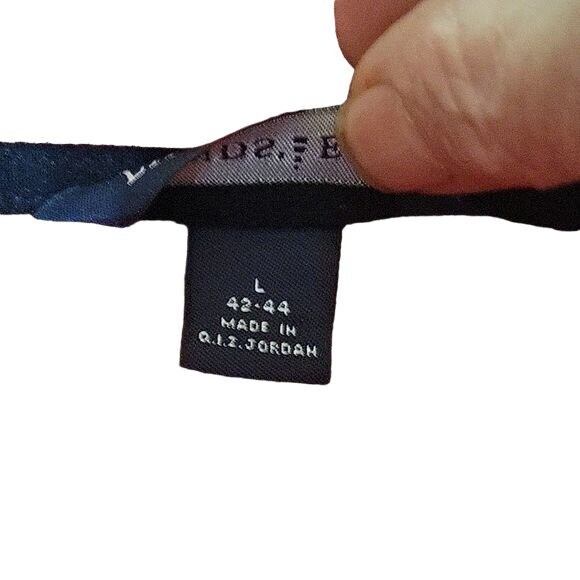 L
42-44
MADE IN
Q.I.Z. JORDAN